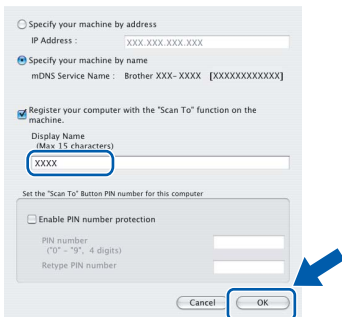 Specify your machine by address
IP Address :
XXX.XXX.XXX.XXX
Specify your machine by name
mDNS Service Name : Brother XXX- XXXX [XXXXXXXXXXXX]
Register your computer with the "Scan To" function on the
machine.
Display Name
(Max 15 characters)
XXXX
Set the "Scan To" Button PIN number for this computer
Enable PIN number protection
PIN number
("0" - "9", 4 digits)
Retype PIN number
Cancel
OK